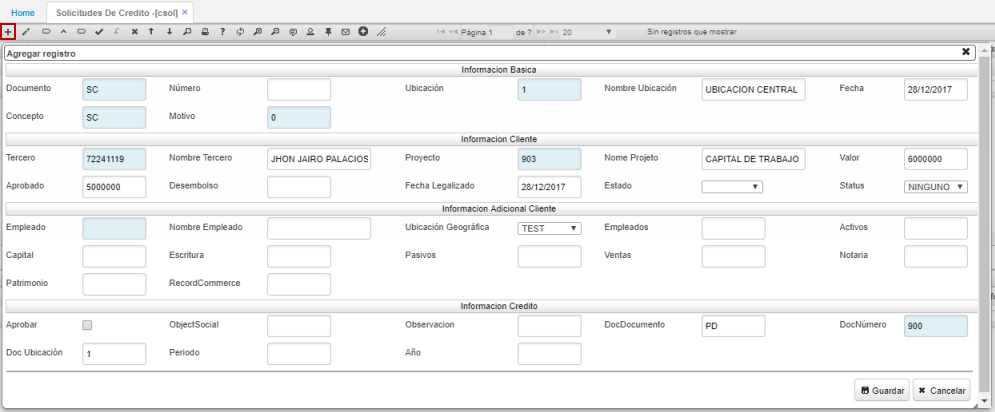 Home Solicitudes De Credito -[csol] ×
Página 1 de ? 20 Sin registros que mostrar
Agregar registro
Informacion Basica
Documento SC Número Ubicación 1 Nombre Ubicación UBICACION CENTRAL Fecha 28/12/2017
Concepto SC Motivo 0
Informacion Cliente
Tercero 72241119 Nombre Tercero JHON JAIRO PALACIOS Proyecto 903 Nome Projeto CAPITAL DE TRABAJO Valor 6000000
Aprobado 5000000 Desembolso Fecha Legalizado 28/12/2017 Estado Status NINGUNO
Informacion Adicional Cliente
Empleado Nombre Empleado Ubicación Geográfica TEST Empleados Activos
Capital Escritura Pasivos Ventas Notaria
Patrimonio RecordCommerce
Informacion Credito
Aprobar ObjectSocial Observacion DocDocumento PD DocNúmero 900
Doc Ubicación 1 Periodo Año
Guardar Cancelar